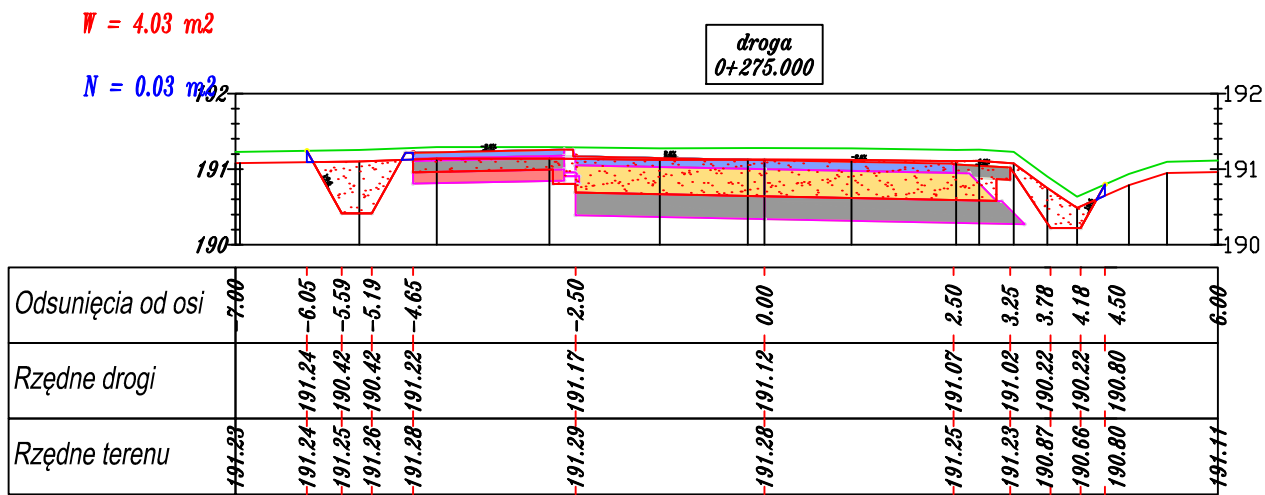 W = 4.03 m2
droga
0+275.000
N = 0.03 m2
192 192
191 191
190 190
Odsunięcia od osi -7.00 -6.05 -5.59 -5.19 -4.65 -2.50 0.00 2.50 3.25 3.78 4.18 4.50 6.00
Rzędne drogi 191.24 190.42 190.42 191.22 191.17 191.12 191.07 191.02 190.22 190.22 190.80
Rzędne terenu 191.23 191.24 191.25 191.26 191.28 191.29 191.28 191.25 191.23 190.87 190.66 190.80 191.11